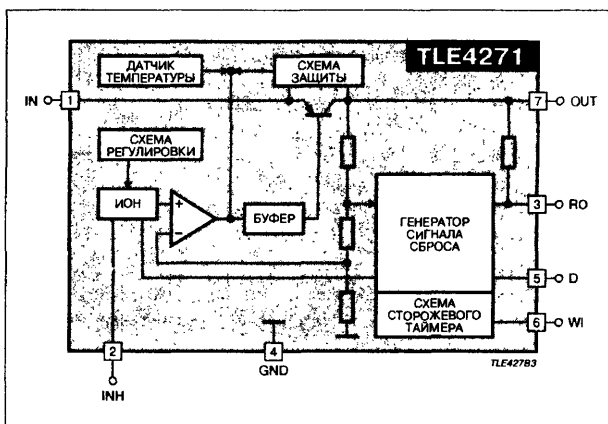 TLE4271
ДАТЧИК
ТЕМПЕРАТУРЫ
СХЕМА
ЗАЩИТЫ
IN
1
7
OUT
СХЕМА
РЕГУЛИРОВКИ
ИОН
+
−
БУФЕР
ГЕНЕРАТОР
СИГНАЛА
СБРОСА
3
RO
5
D
СХЕМА
СТОРОЖЕВОГО
ТАЙМЕРА
6
WI
2
INH
4
GND
TLE427B3